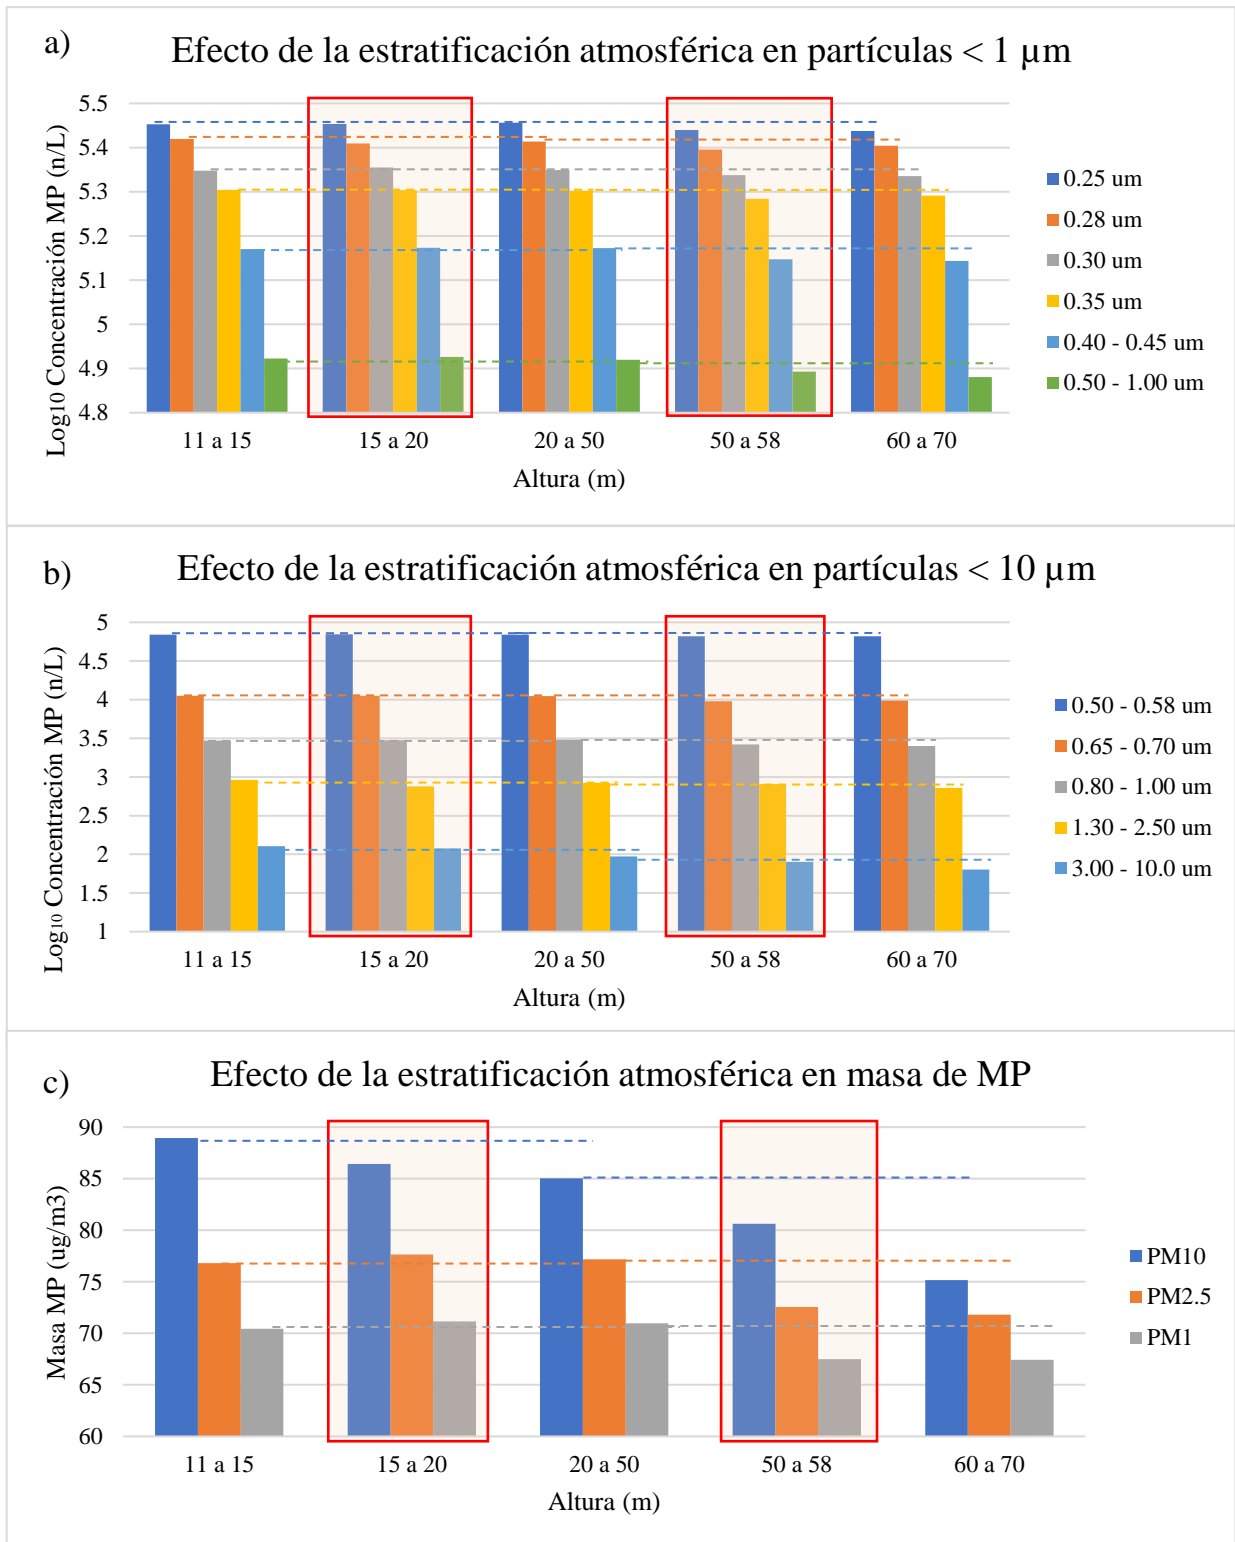 a)
Efecto de la estratificación atmosférica en partículas < 1 µm
Log10 Concentración MP (n/L)
5.5
5.4
5.3
5.2
5.1
5
4.9
4.8
11 a 15
15 a 20
20 a 50
50 a 58
60 a 70
Altura (m)
0.25 um
0.28 um
0.30 um
0.35 um
0.40 - 0.45 um
0.50 - 1.00 um
b)
Efecto de la estratificación atmosférica en partículas < 10 µm
Log₁₀ Concentración MP (n/L)
5
4.5
4
3.5
3
2.5
2
1.5
1
11 a 15
15 a 20
20 a 50
50 a 58
60 a 70
Altura (m)
0.50 - 0.58 um
0.65 - 0.70 um
0.80 - 1.00 um
1.30 - 2.50 um
3.00 - 10.0 um
c)
Efecto de la estratificación atmosférica en masa de MP
Masa MP (ug/m3)
90
85
80
75
70
65
60
11 a 15
15 a 20
20 a 50
50 a 58
60 a 70
Altura (m)
PM10
PM2.5
PM1